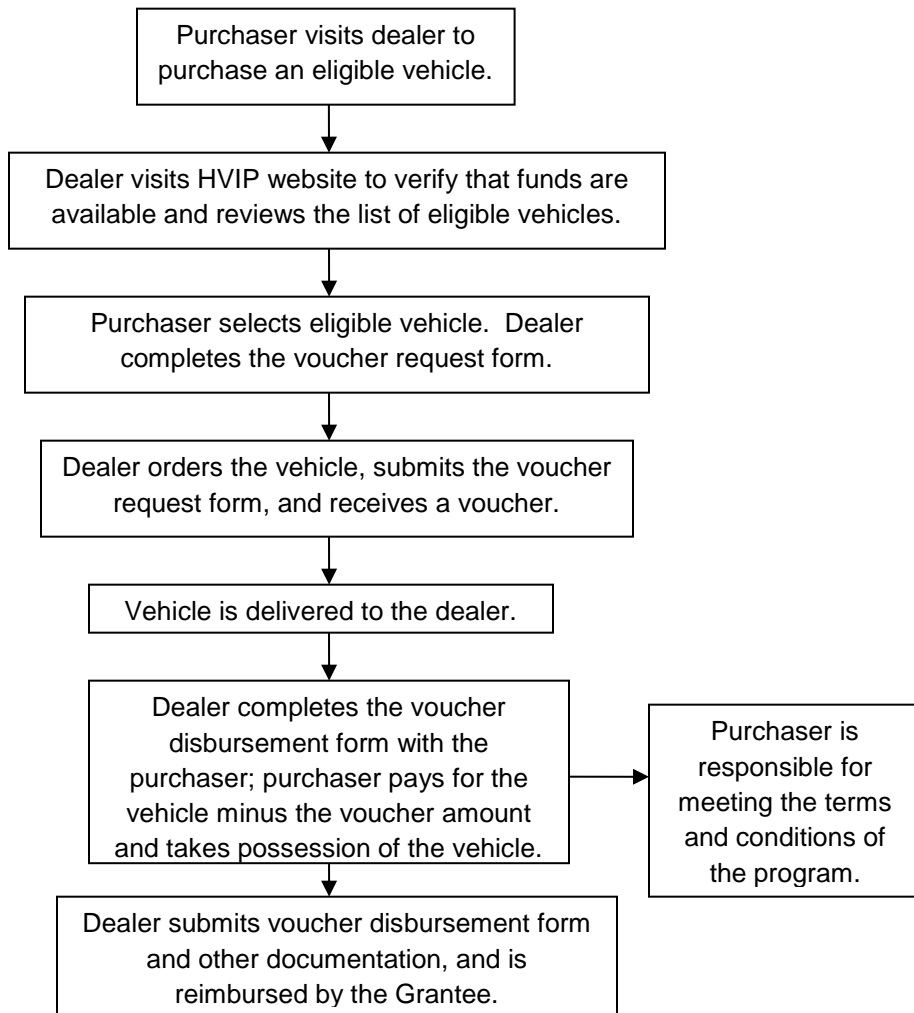 Purchaser visits dealer to
purchase an eligible vehicle.
Dealer visits HVIP website to verify that funds are
available and reviews the list of eligible vehicles.
Purchaser selects eligible vehicle.  Dealer
completes the voucher request form.
Dealer orders the vehicle, submits the voucher
request form, and receives a voucher.
Vehicle is delivered to the dealer.
Dealer completes the voucher
disbursement form with the
purchaser; purchaser pays for the
vehicle minus the voucher amount
and takes possession of the vehicle.
Purchaser is
responsible for
meeting the terms
and conditions of
the program.
Dealer submits voucher disbursement form
and other documentation, and is
reimbursed by the Grantee.